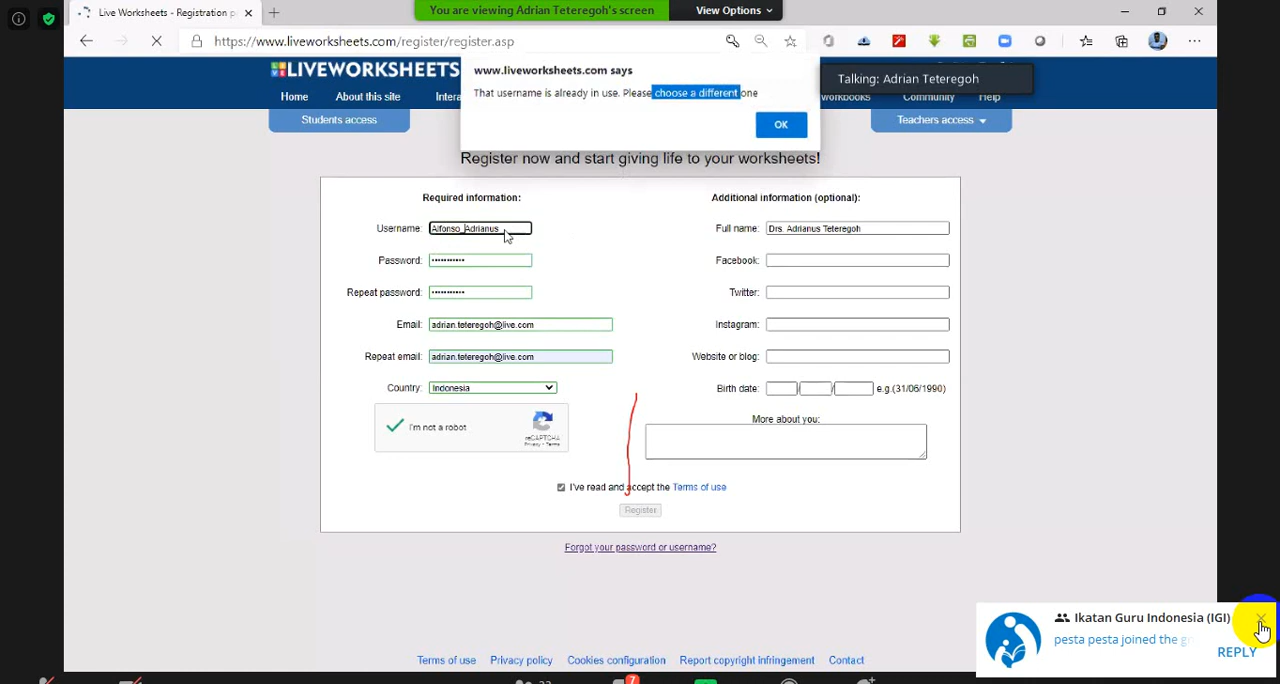 You are viewing Adrian Teteregoh's screen
View Options
Live Worksheets - Registration p
https://www.liveworksheets.com/register/register.asp
www.liveworksheets.com says
That username is already in use. Please choose a different one
OK
Talking: Adrian Teteregoh
LIVEWORKSHEETS
Home
About this site
Intera
workbooks
Community
Help
Students access
Teachers access
Register now and start giving life to your worksheets!
Required information:
Additional information (optional):
Username: Alfonso_Adrianus
Full name: Drs. Adrianus Teteregoh
Password: •••••••••••
Facebook:
Repeat password: •••••••••••
Twitter:
Email: adrian.teteregoh@live.com
Instagram:
Repeat email: adrian.teteregoh@live.com
Website or blog:
Country: Indonesia
Birth date: / / e.g.(31/06/1990)
I'm not a robot
reCAPTCHA
Privacy - Terms
More about you:
I've read and accept the Terms of use
Register
Forgot your password or username?
Ikatan Guru Indonesia (IGI)
pesta pesta joined the g
REPLY
Terms of use
Privacy policy
Cookies configuration
Report copyright infringement
Contact
7